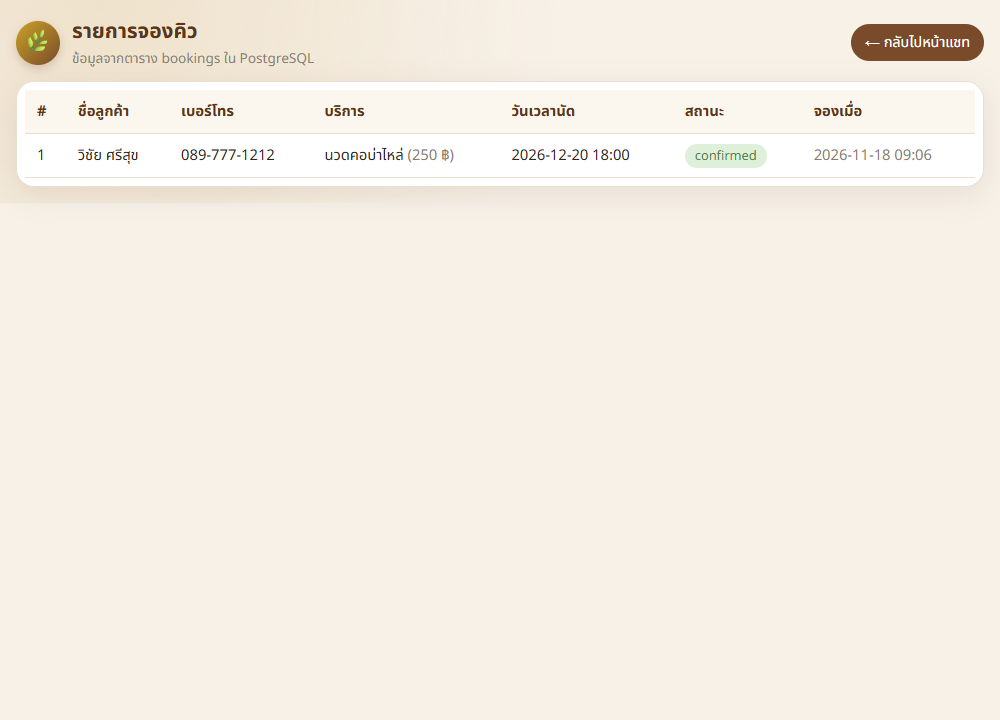 รายการจองคิว
ข้อมูลจากตาราง bookings ใน PostgreSQL
← กลับไปหน้าแชท
# ชื่อลูกค้า เบอร์โทร บริการ วันเวลานัด สถานะ จองเมื่อ
1 วิชัย ศรีสุข 089-777-1212 นวดคอบ่าไหล่ (250 ฿) 2026-12-20 18:00 confirmed 2026-11-18 09:06